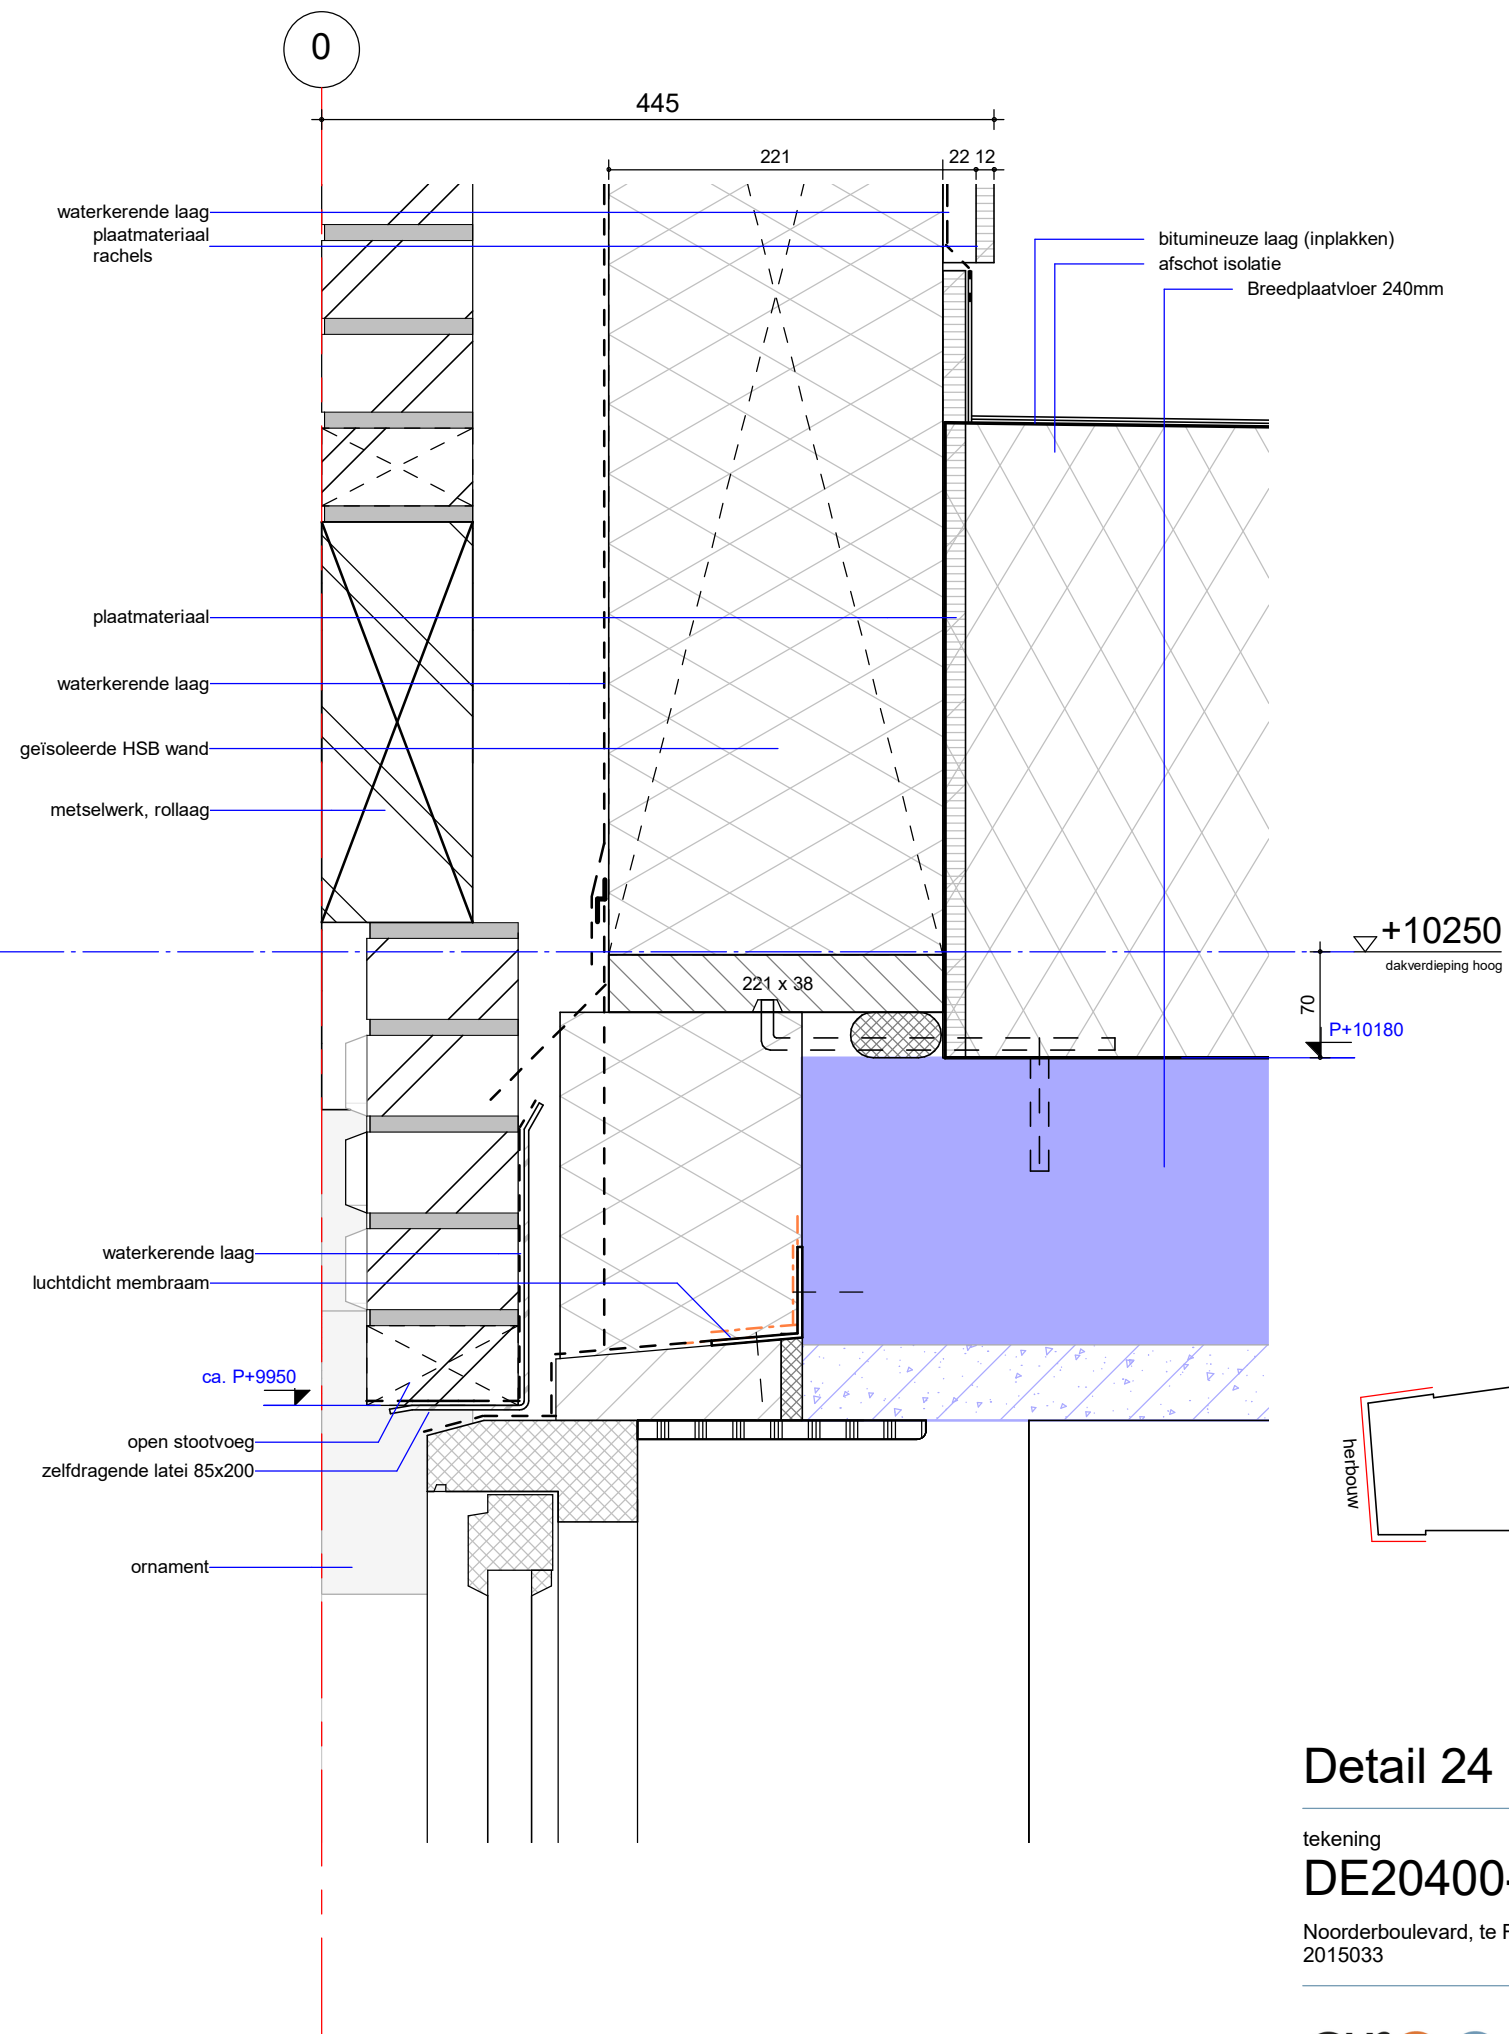 0
445
221
22 12
waterkerende laag
plaatmateriaal
rachels
bitumineuze laag (inplakken)
afschot isolatie
Breedplaatvloer 240mm
plaatmateriaal
waterkerende laag
geïsoleerde HSB wand
metselwerk, rollaag
+10250
dakverdieping hoog
221 x 38
70
P+10180
waterkerende laag
luchtdicht membraam
ca. P+9950
open stootvoeg
zelfdragende latei 85x200
herbouw
ornament
Detail 24
tekening
DE20400-
Noorderboulevard, te
2015033